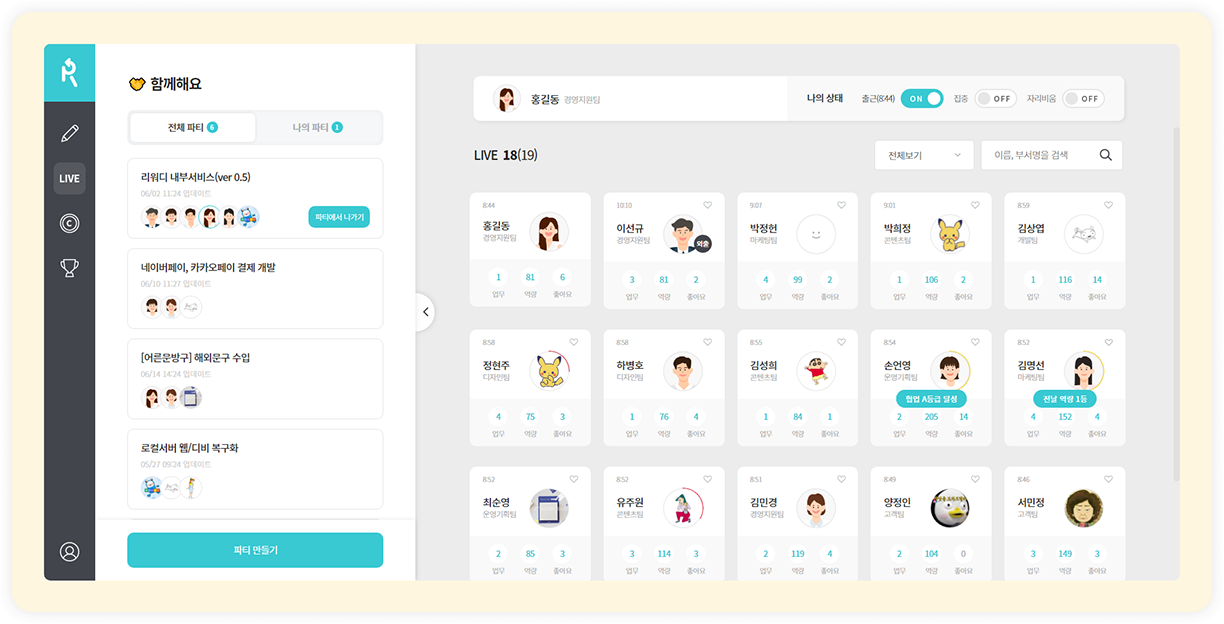 함께해요
전체 파티 6
나의 파티 1
리워디 내부서비스(ver 0.5)
06/02 11:24 업데이트
파티에서 나가기
네이버페이, 카카오페이 결제 개발
06/10 11:27 업데이트
[어른문방구] 해외문구 수입
06/14 14:24 업데이트
로컬서버 웹/디비 복구화
05/27 09:24 업데이트
파티 만들기
LIVE
C
홍길동 경영지원팀
나의 상태 출근(8:44) ON 집중 OFF 자리비움 OFF
LIVE 18(19)
전체보기
이름, 부서명을 검색
8:44
홍길동
경영지원팀
1 81 6
업무 역량 좋아요
10:10
이선규
경영지원팀
외출
3 81 2
업무 역량 좋아요
9:07
박정헌
마케팅팀
4 99 2
업무 역량 좋아요
9:01
박희정
콘텐츠팀
1 106 2
업무 역량 좋아요
8:59
김상엽
개발팀
1 116 14
업무 역량 좋아요
8:58
정현주
디자인팀
4 75 3
업무 역량 좋아요
8:58
하병호
디자인팀
1 76 4
업무 역량 좋아요
8:55
김성희
콘텐츠팀
1 84 1
업무 역량 좋아요
8:54
손언영
운영기획팀
협업 A등급 달성
2 205 14
업무 역량 좋아요
8:52
김명선
마케팅팀
전날 역량 1등
4 152 4
업무 역량 좋아요
8:52
최순영
운영기획팀
2 85 3
업무 역량 좋아요
8:52
유주원
콘텐츠팀
3 114 3
업무 역량 좋아요
8:51
김민경
경영지원팀
2 119 4
업무 역량 좋아요
8:49
양정인
고객팀
2 104 0
업무 역량 좋아요
8:46
서민정
고객팀
3 149 3
업무 역량 좋아요